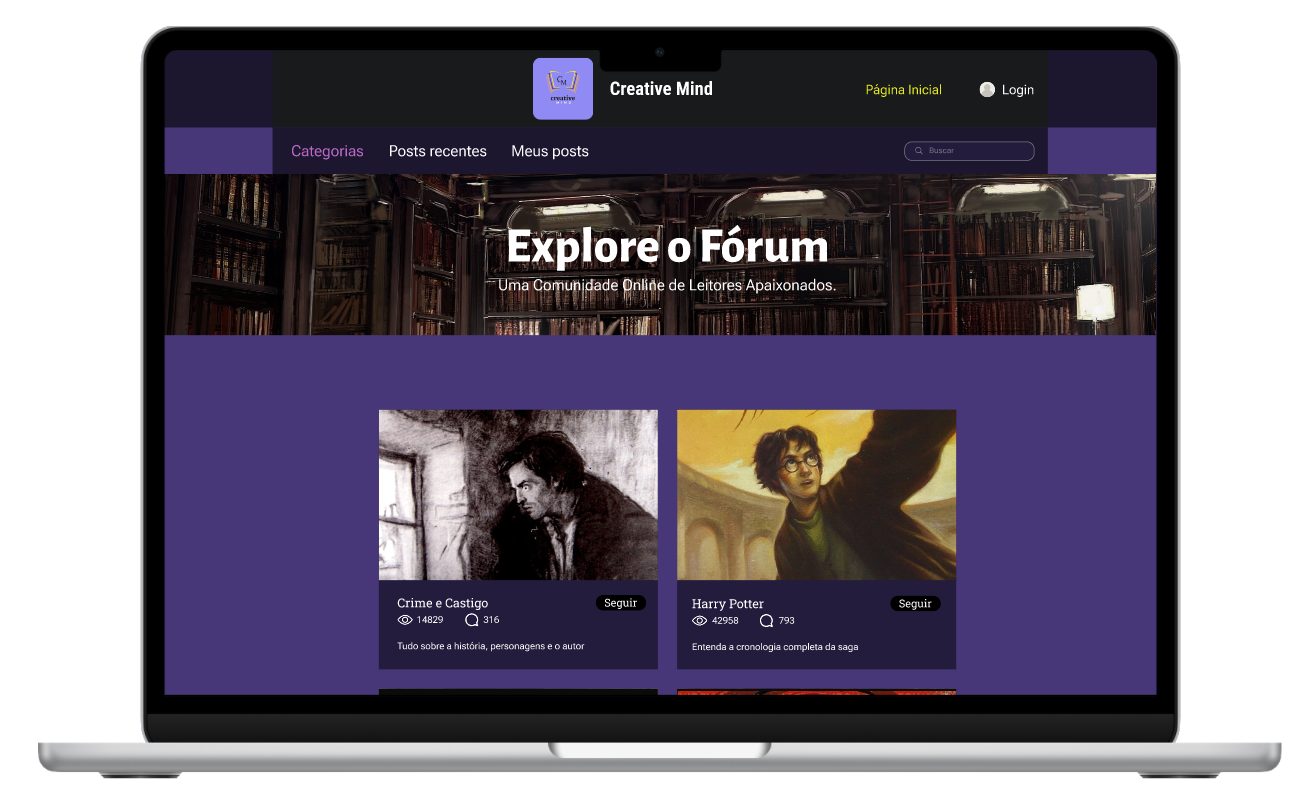 CM
creative
MIND
Creative Mind
Página Inicial
Login
Categorias
Posts recentes
Meus posts
Buscar
Explore o Fórum
Uma Comunidade Online de Leitores Apaixonados.
Crime e Castigo
Seguir
14829
316
Tudo sobre a história, personagens e o autor
Harry Potter
Seguir
42958
793
Entenda a cronologia completa da saga